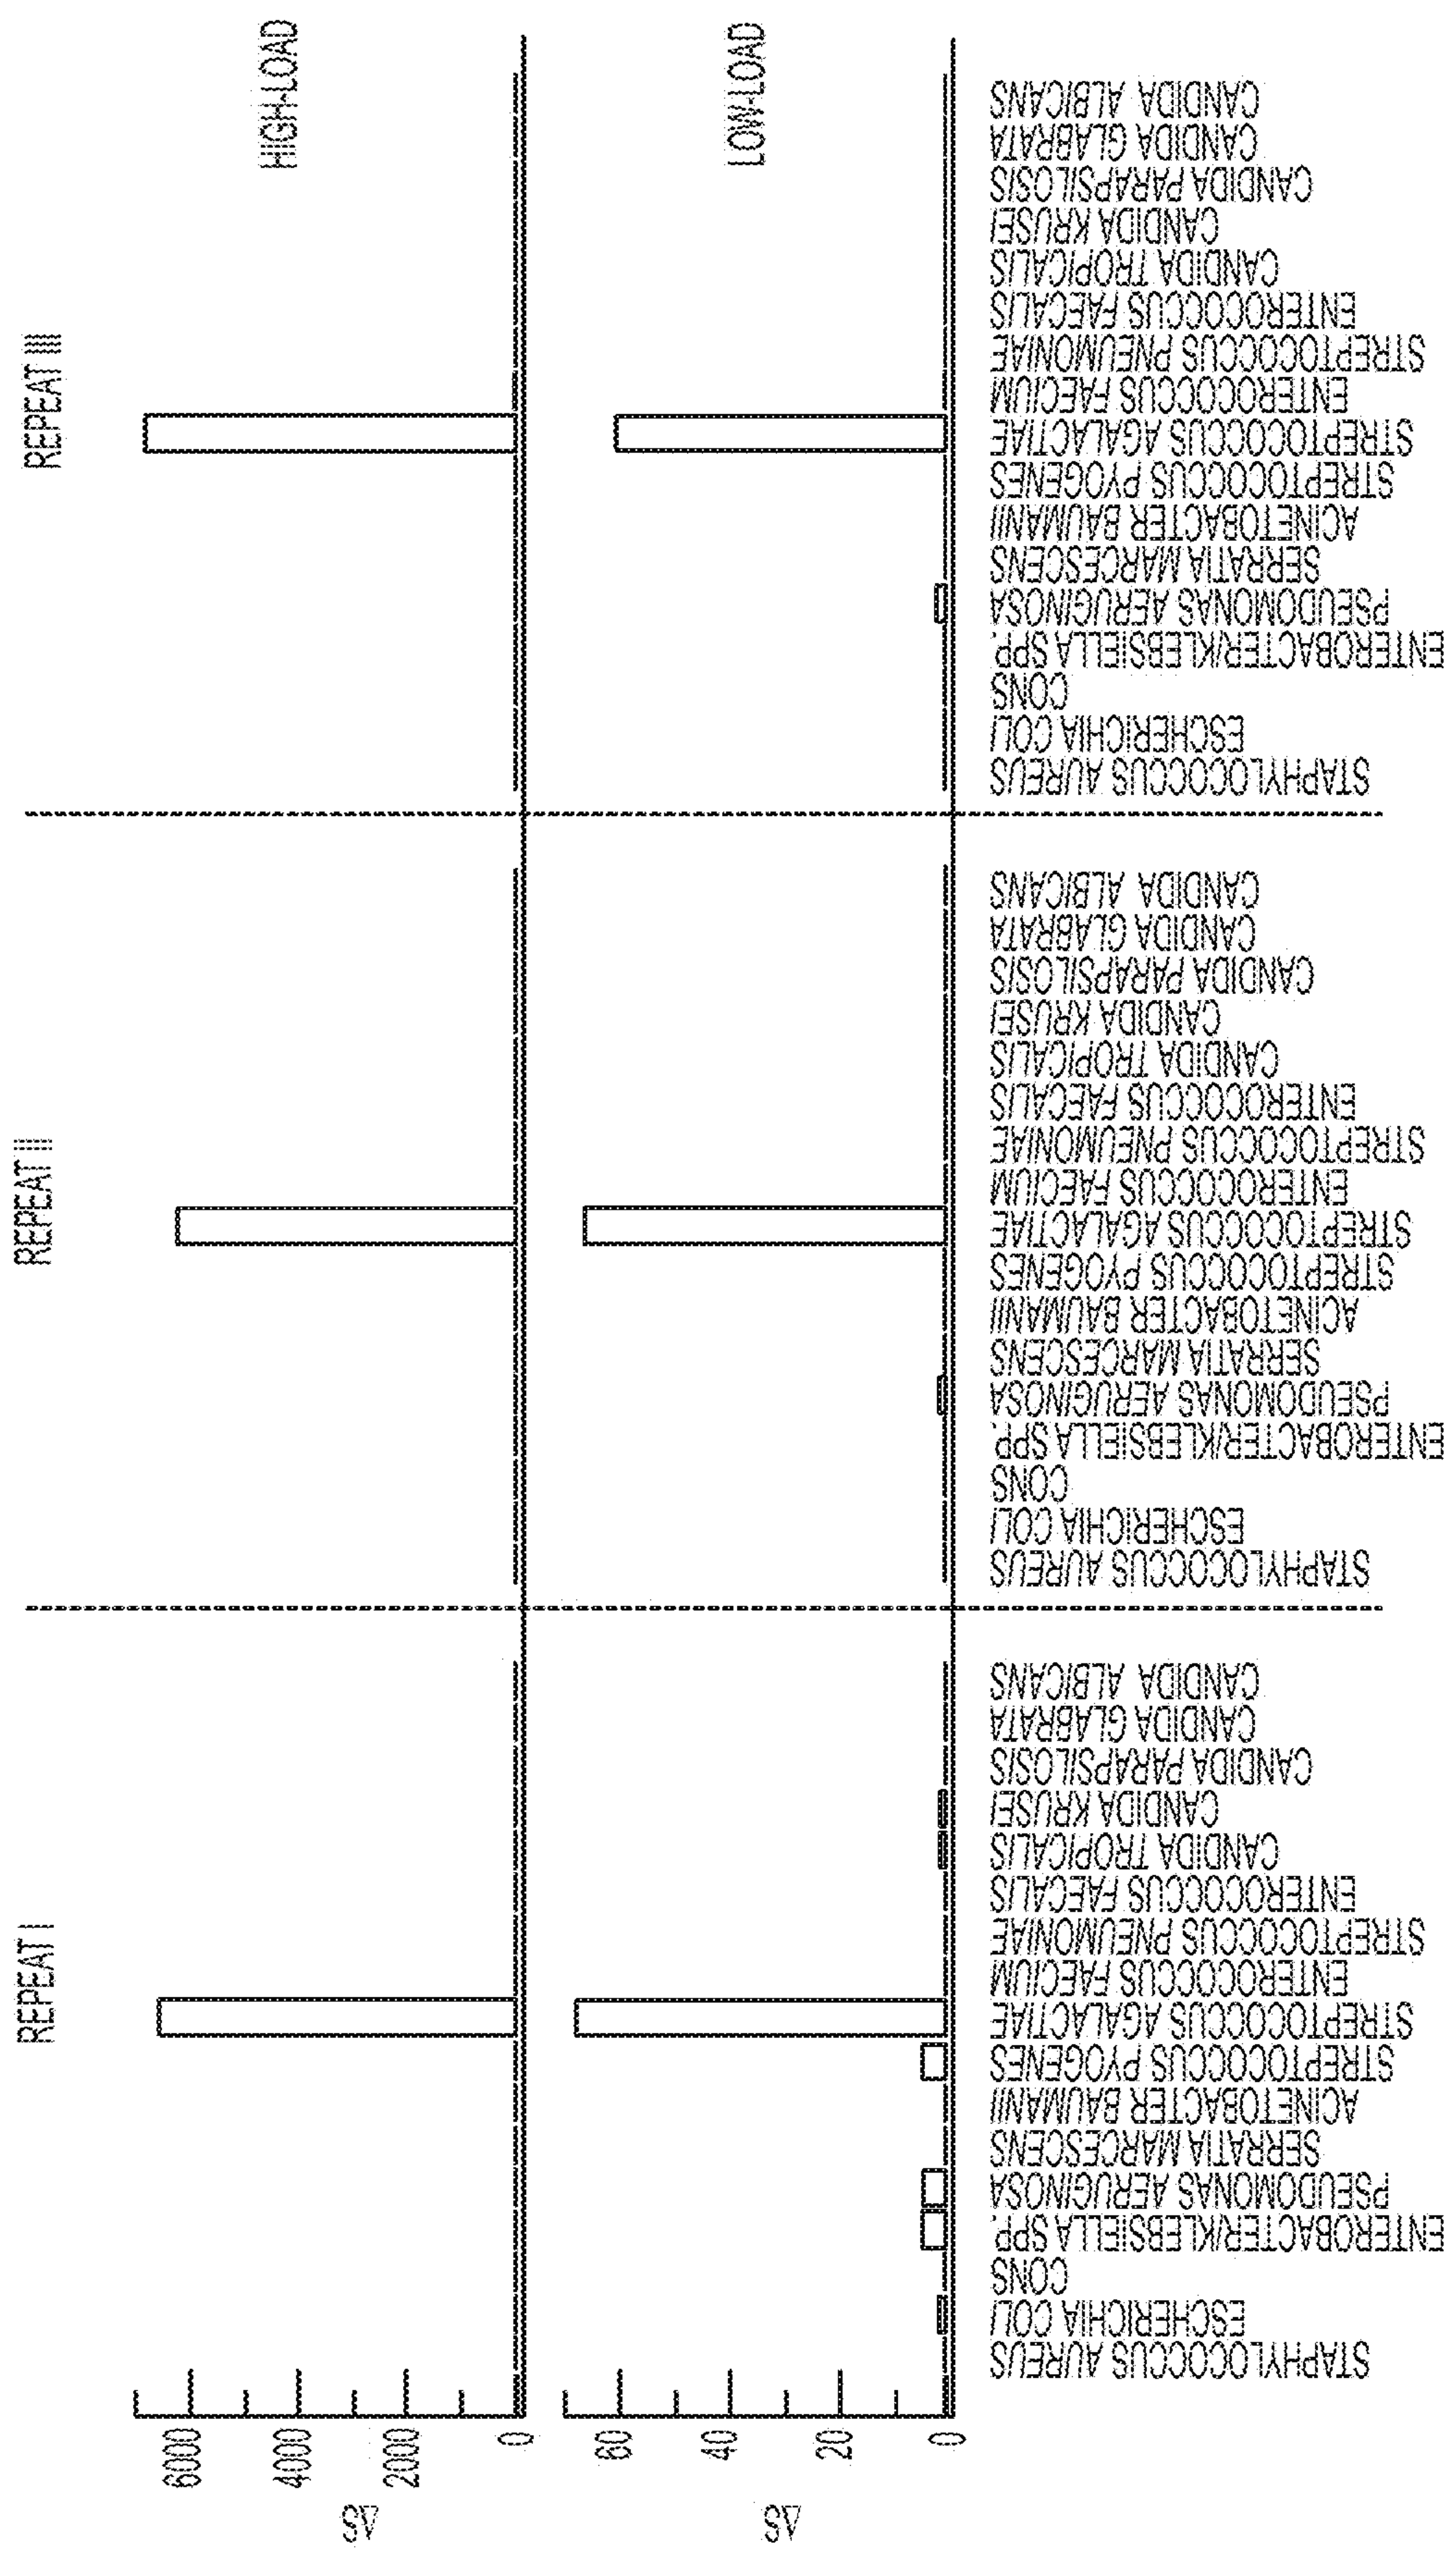 REPEAT I
REPEAT II
REPEAT IIII
HIGH-LOAD
ΔS
6000
4000
2000
0
LOW-LOAD
ΔS
60
40
20
0
STAPHYLOCOCCUS AUREUS
ESCHERICHIA COLI
CONS
ENTEROBACTER/KLEBSIELLA SPP.
PSEUDOMONAS AERUGINOSA
SERRATIA MARCESCENS
ACINETOBACTER BAUMANII
STREPTOCOCCUS PYOGENES
STREPTOCOCCUS AGALACTIAE
ENTEROCOCCUS FAECIUM
STREPTOCOCCUS PNEUMONIAE
ENTEROCOCCUS FAECALIS
CANDIDA TROPICALIS
CANDIDA KRUSEI
CANDIDA PARAPSILOSIS
CANDIDA GLABRATA
CANDIDA ALBICANS
STAPHYLOCOCCUS AUREUS
ESCHERICHIA COLI
CONS
ENTEROBACTER/KLEBSIELLA SPP.
PSEUDOMONAS AERUGINOSA
SERRATIA MARCESCENS
ACINETOBACTER BAUMANII
STREPTOCOCCUS PYOGENES
STREPTOCOCCUS AGALACTIAE
ENTEROCOCCUS FAECIUM
STREPTOCOCCUS PNEUMONIAE
ENTEROCOCCUS FAECALIS
CANDIDA TROPICALIS
CANDIDA KRUSEI
CANDIDA PARAPSILOSIS
CANDIDA GLABRATA
CANDIDA ALBICANS
STAPHYLOCOCCUS AUREUS
ESCHERICHIA COLI
CONS
ENTEROBACTER/KLEBSIELLA SPP.
PSEUDOMONAS AERUGINOSA
SERRATIA MARCESCENS
ACINETOBACTER BAUMANII
STREPTOCOCCUS PYOGENES
STREPTOCOCCUS AGALACTIAE
ENTEROCOCCUS FAECIUM
STREPTOCOCCUS PNEUMONIAE
ENTEROCOCCUS FAECALIS
CANDIDA TROPICALIS
CANDIDA KRUSEI
CANDIDA PARAPSILOSIS
CANDIDA GLABRATA
CANDIDA ALBICANS